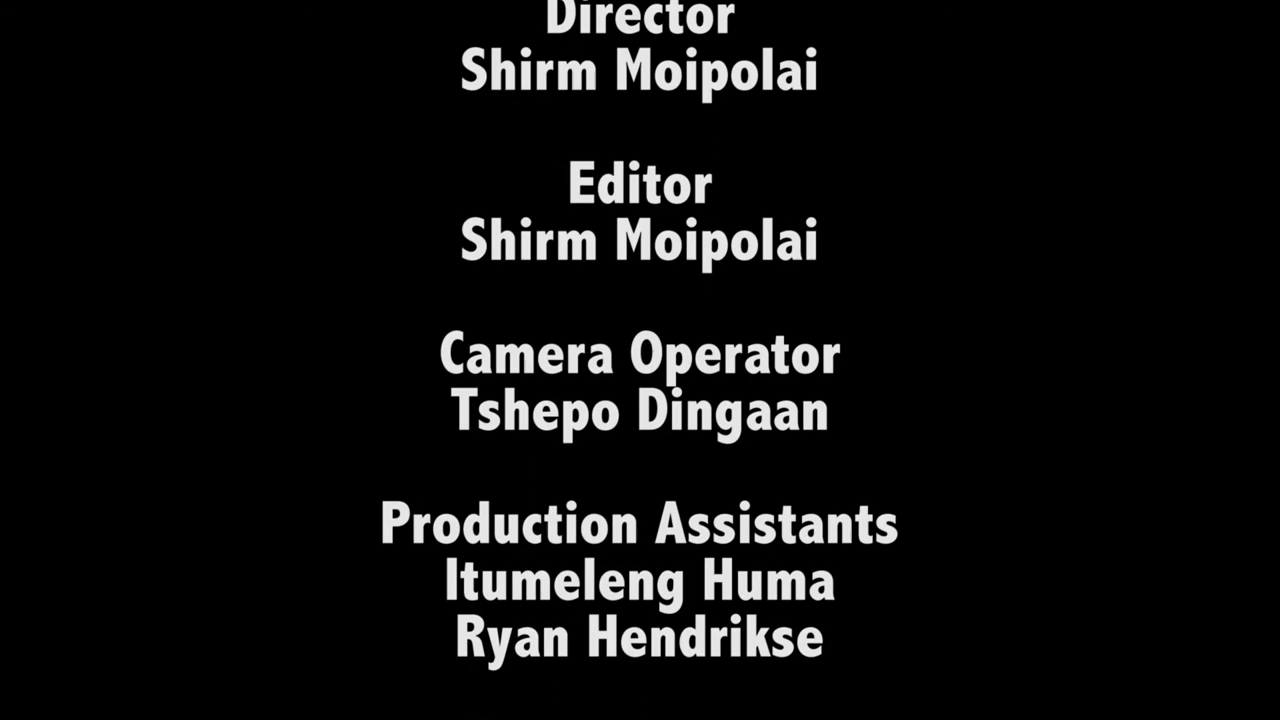 Director
Shirm Moipolai
Editor
Shirm Moipolai
Camera Operator
Tshepo Dingaan
Production Assistants
Itumeleng Huma
Ryan Hendrikse